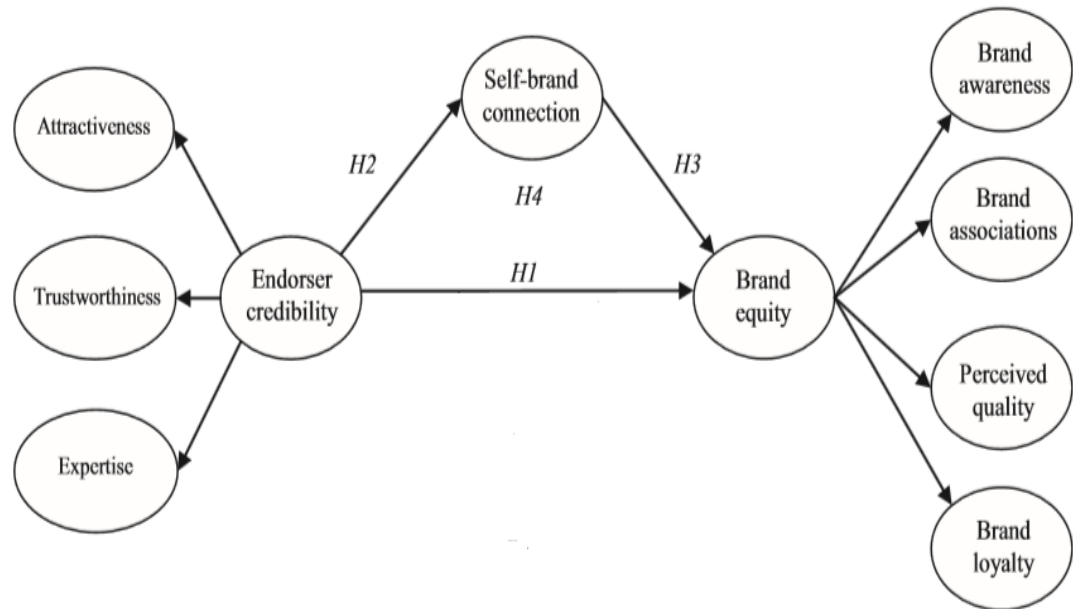 Attractiveness
Trustworthiness
Expertise
Endorser
credibility
Self-brand
connection
H2
H4
H3
H1
Brand
equity
Brand
awareness
Brand
associations
Perceived
quality
Brand
loyalty